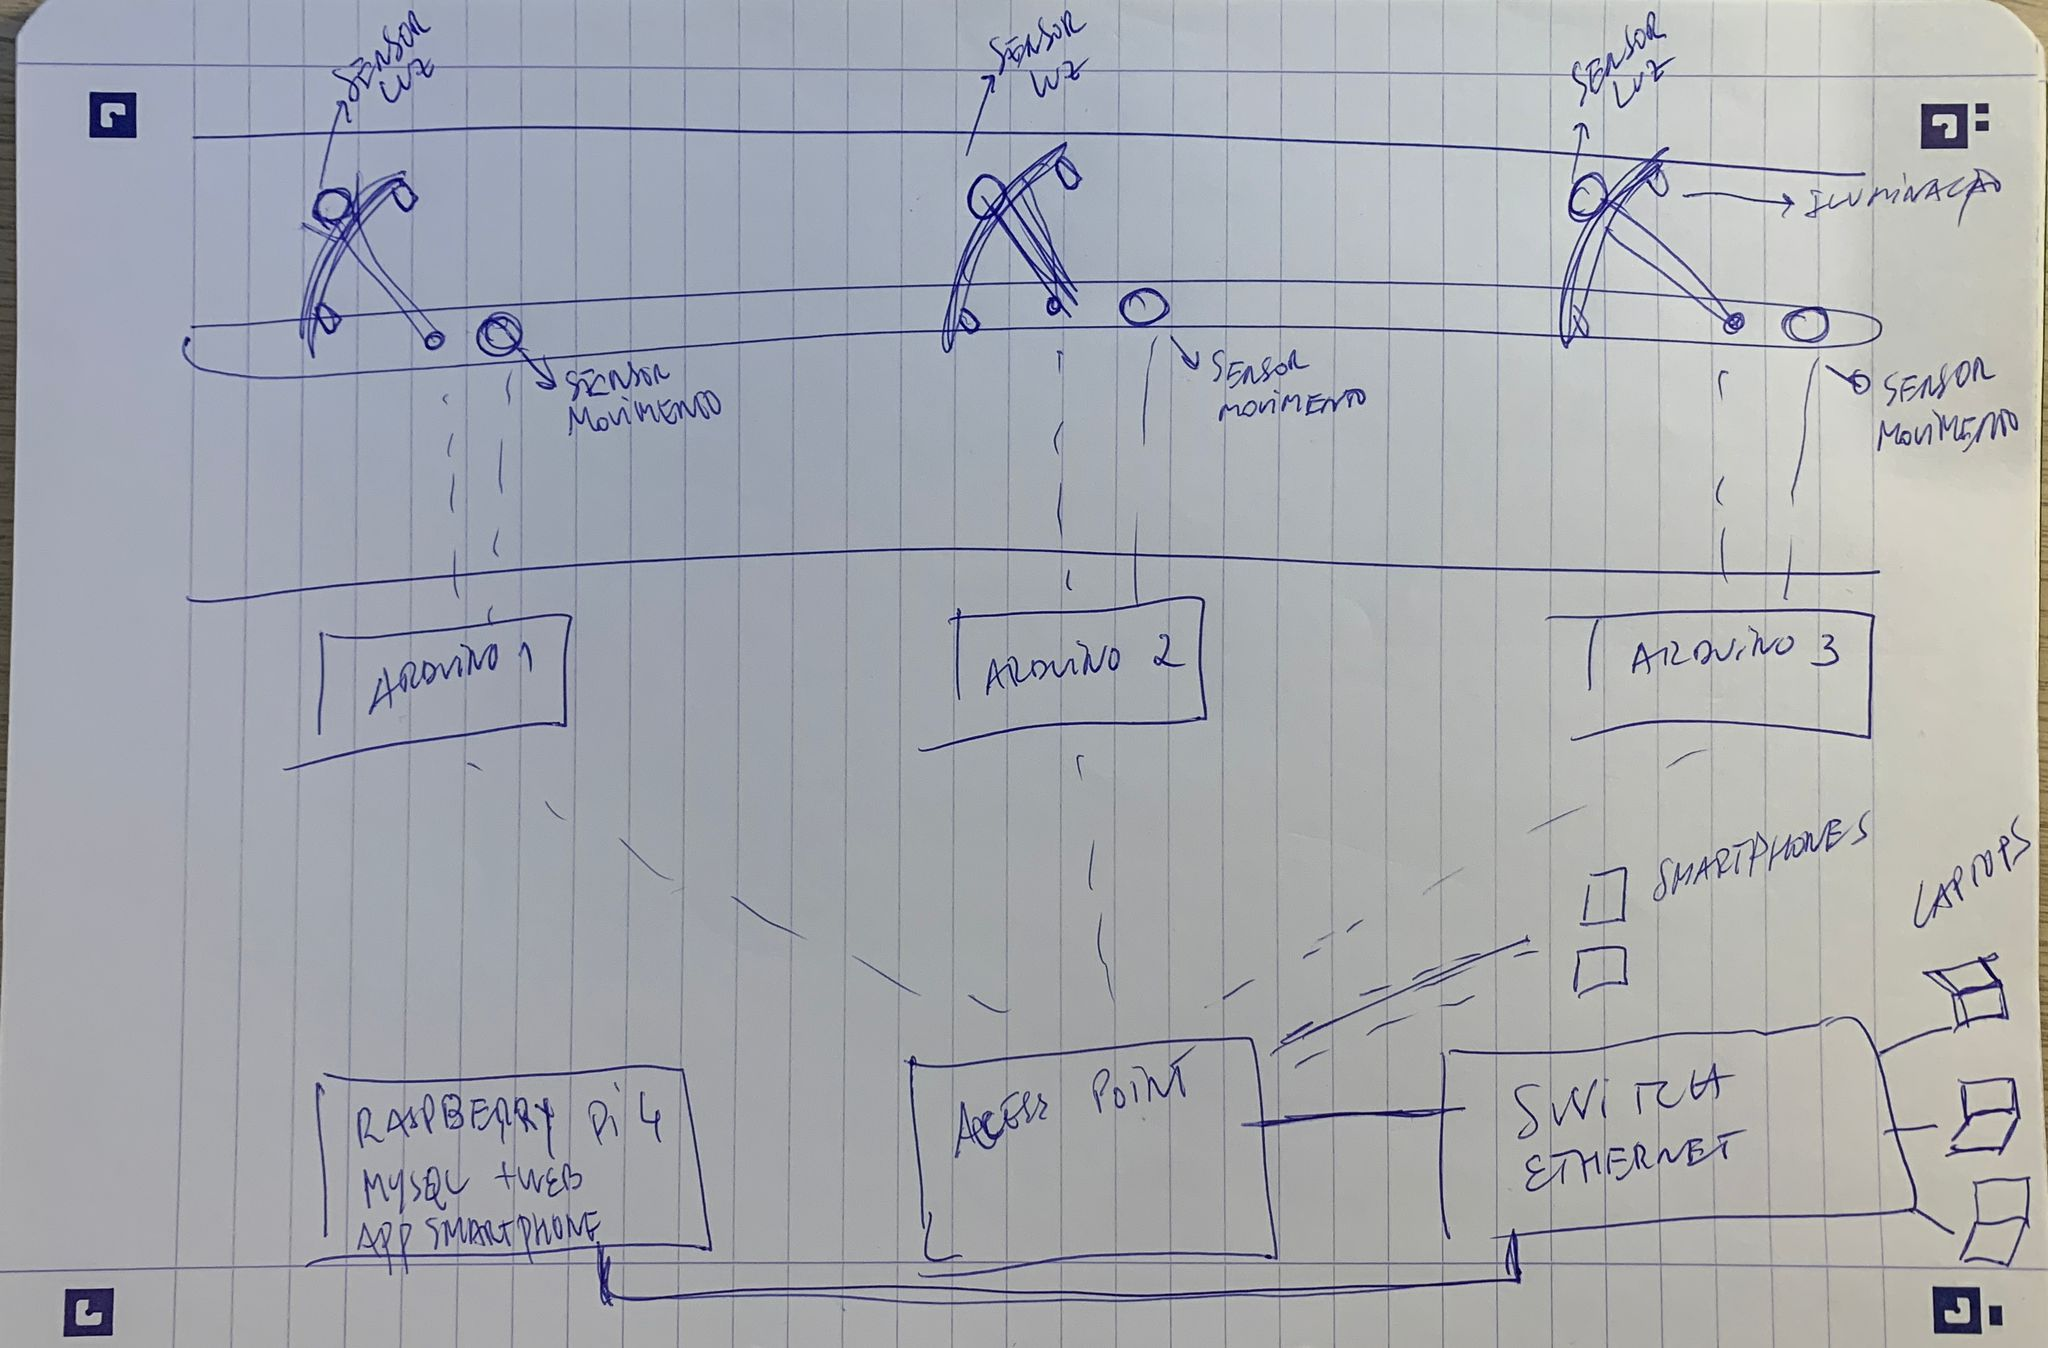 SENSOR
LUZ
SENSOR
LUZ
SENSOR
LUZ
ILUMINAÇÃO
SENSOR
MOVIMENTO
SENSOR
MOVIMENTO
SENSOR
MOVIMENTO
ARDUINO 1
ARDUINO 2
ARDUINO 3
SMARTPHONES
LAPTOPS
RASPBERRY Pi 4
MYSQL + WEB
APP SMARTPHONE
ACCESS POINT
SWITCH
ETHERNET